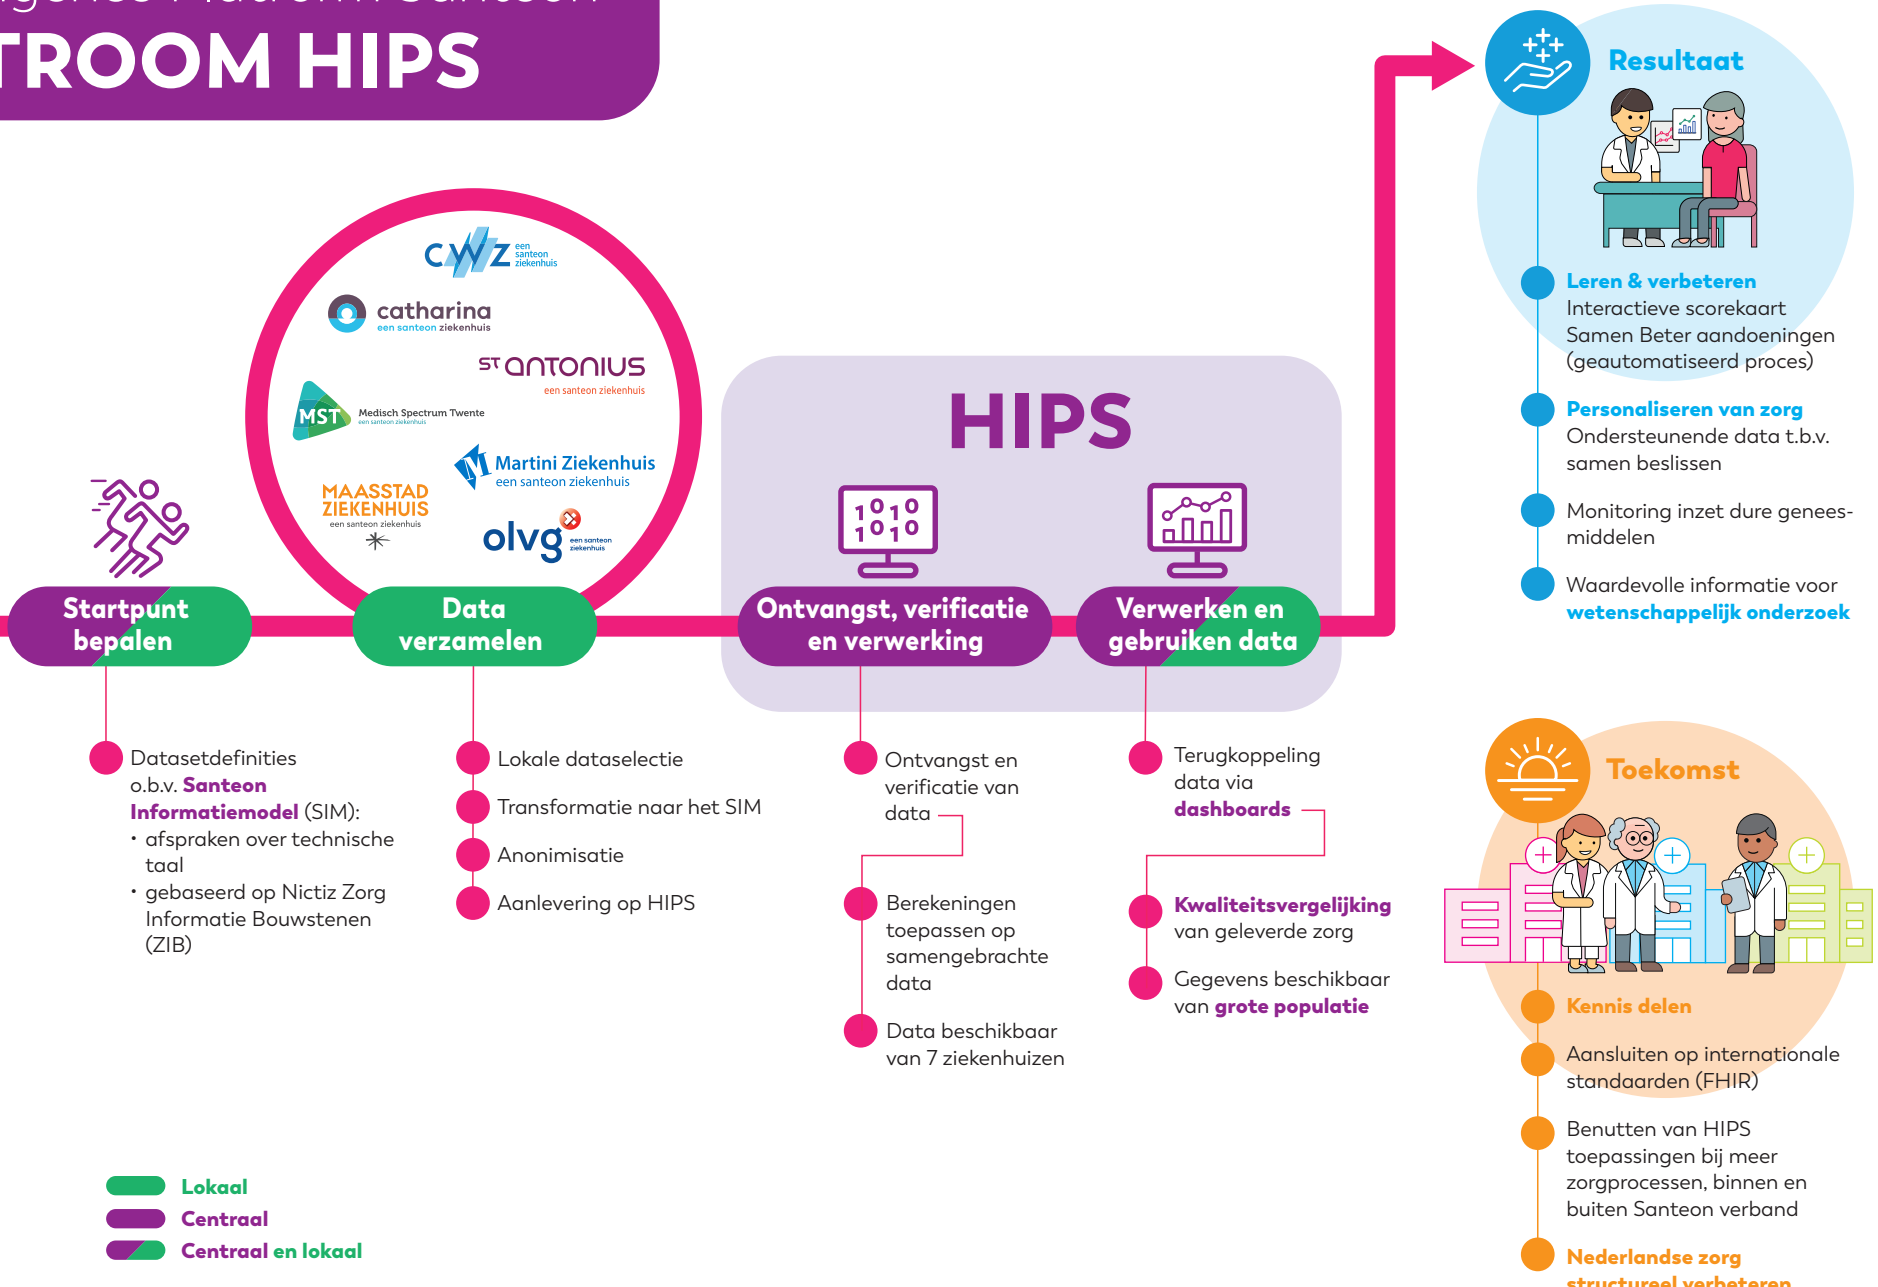 TROOM HIPS
Resultaat
Leren & verbeteren
Interactieve scorekaart
Samen Beter aandoeningen
(geautomatiseerd proces)
Personaliseren van zorg
Ondersteunende data t.b.v.
samen beslissen
Monitoring inzet dure genees-
middelen
Waardevolle informatie voor
wetenschappelijk onderzoek
CWZ een
santeon
ziekenhuis
catharina
een santeon ziekenhuis
ST ANTONIUS
een santeon ziekenhuis
MST Medisch Spectrum Twente
een santeon ziekenhuis
Martini Ziekenhuis
een santeon ziekenhuis
MAASSTAD
ZIEKENHUIS
een santeon ziekenhuis
olvg een santeon
ziekenhuis
HIPS
1010
1010
Startpunt
bepalen
Data
verzamelen
Ontvangst, verificatie
en verwerking
Verwerken en
gebruiken data
Datasetdefinities
o.b.v. Santeon
Informatiemodel (SIM):
• afspraken over technische
taal
• gebaseerd op Nictiz Zorg
Informatie Bouwstenen
(ZIB)
Lokale dataselectie
Transformatie naar het SIM
Anonimisatie
Aanlevering op HIPS
Ontvangst en
verificatie van
data
Berekeningen
toepassen op
samengebrachte
data
Data beschikbaar
van 7 ziekenhuizen
Terugkoppeling
data via
dashboards
Kwaliteitsvergelijking
van geleverde zorg
Gegevens beschikbaar
van grote populatie
Toekomst
Kennis delen
Aansluiten op internationale
standaarden (FHIR)
Benutten van HIPS
toepassingen bij meer
zorgprocessen, binnen en
buiten Santeon verband
Nederlandse zorg
structureel verbeteren
Lokaal
Centraal
Centraal en lokaal